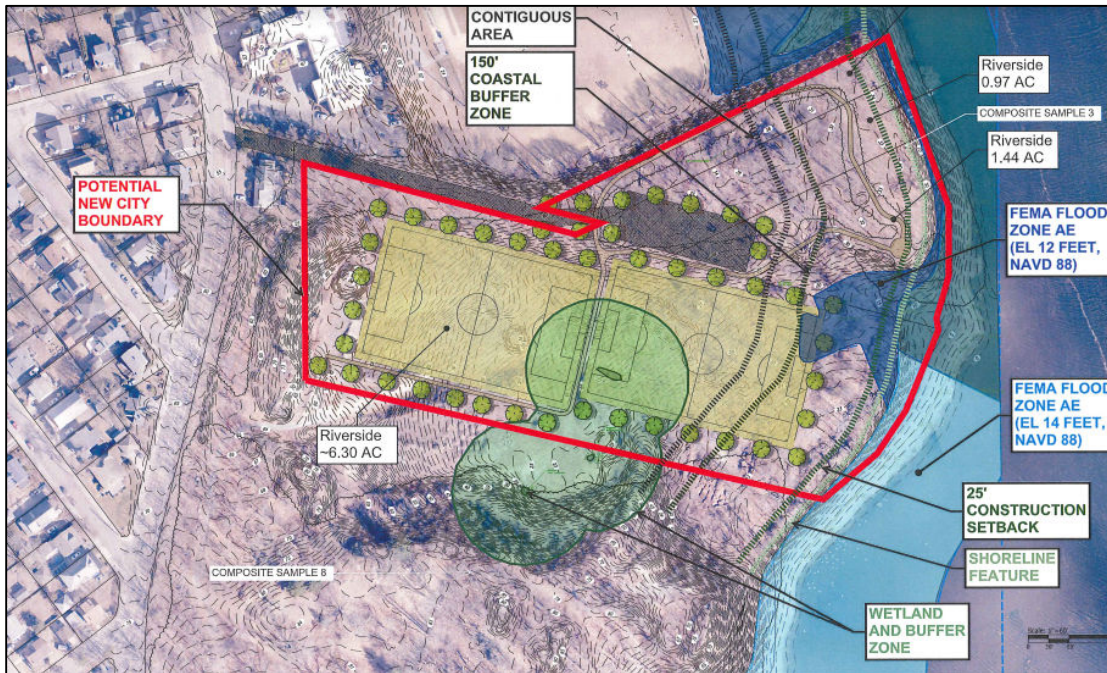 CONTIGUOUS
AREA
150'
COASTAL
BUFFER
ZONE
Riverside
0.97 AC
COMPOSITE SAMPLE 3
Riverside
1.44 AC
POTENTIAL
NEW CITY
BOUNDARY
FEMA FLOOD
ZONE AE
(EL 12 FEET,
NAVD 88)
FEMA FLOOD
ZONE AE
(EL 14 FEET,
NAVD 88)
Riverside
~6.30 AC
25'
CONSTRUCTION
SETBACK
SHORELINE
FEATURE
COMPOSITE SAMPLE 8
WETLAND
AND BUFFER
ZONE